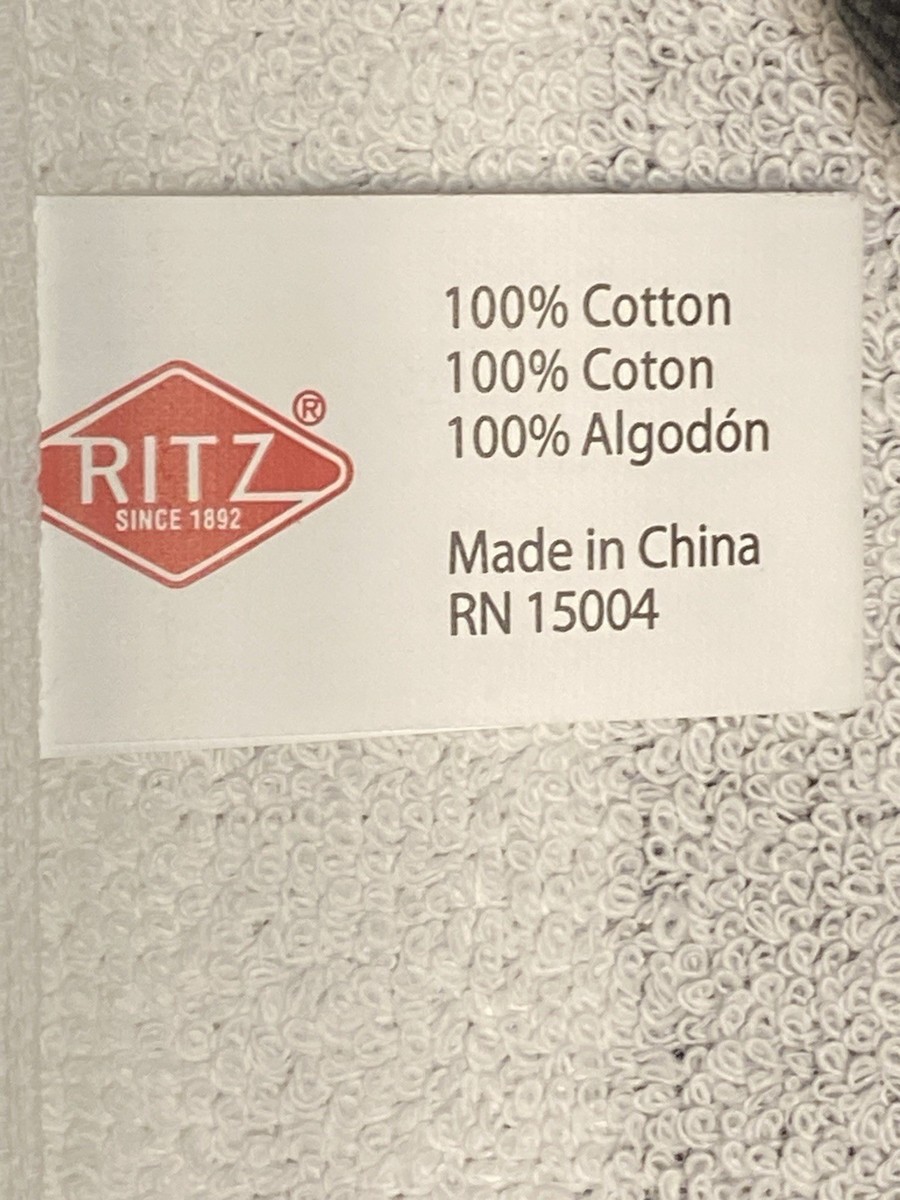 RITZ®
SINCE 1892
100% Cotton
100% Coton
100% Algodón
Made in China
RN 15004